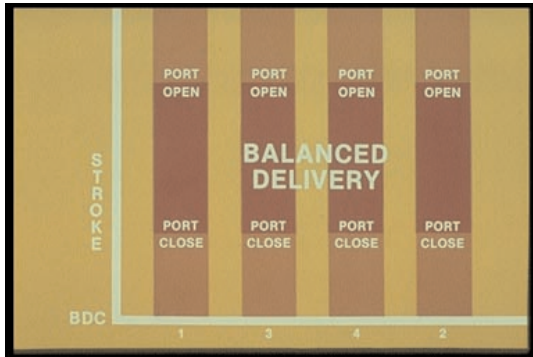 PORT PORT PORT PORT
OPEN OPEN OPEN OPEN
BALANCED
DELIVERY
STROKE
PORT PORT PORT PORT
CLOSE CLOSE CLOSE CLOSE
BDC
1 3 4 2